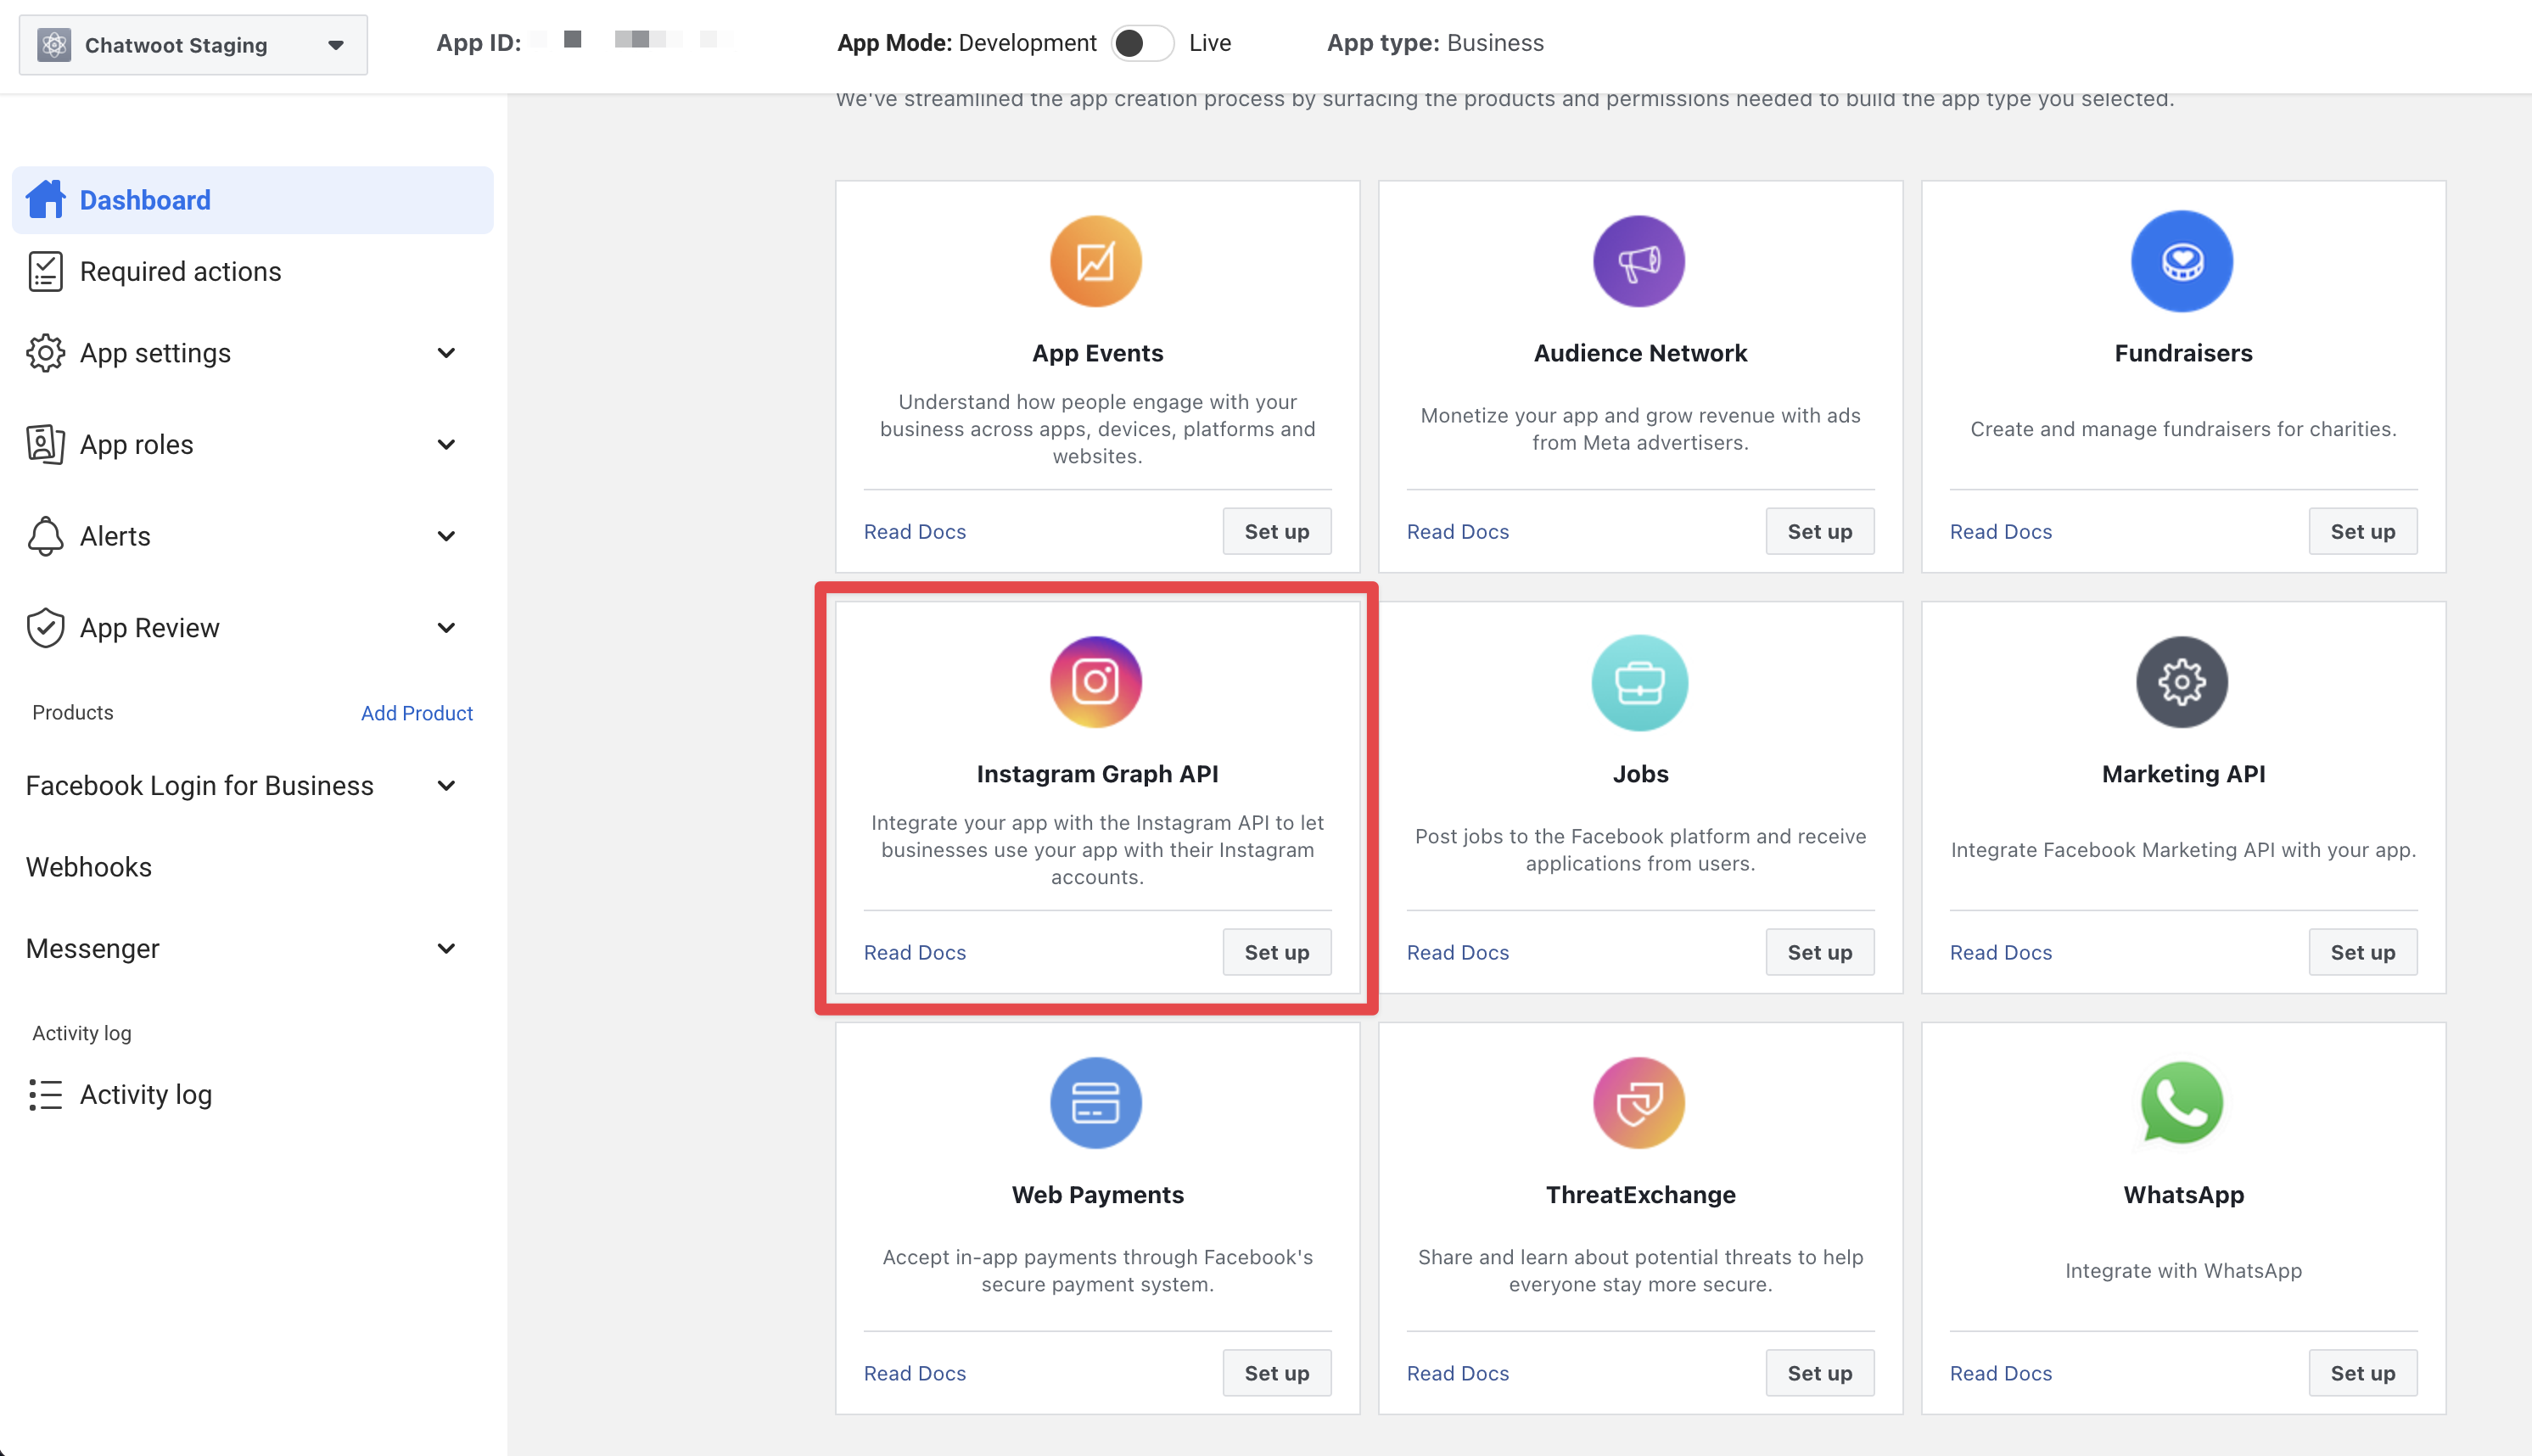 Chatwoot Staging
App ID:
App Mode: Development
Live
App type: Business
We've streamlined the app creation process by surfacing the products and permissions needed to build the app type you selected.
Dashboard
Required actions
App settings
App roles
Alerts
App Review
Products
Add Product
Facebook Login for Business
Webhooks
Messenger
Activity log
Activity log
App Events
Understand how people engage with your
business across apps, devices, platforms and
websites.
Read Docs
Set up
Audience Network
Monetize your app and grow revenue with ads
from Meta advertisers.
Read Docs
Set up
Fundraisers
Create and manage fundraisers for charities.
Read Docs
Set up
Instagram Graph API
Integrate your app with the Instagram API to let
businesses use your app with their Instagram
accounts.
Read Docs
Set up
Jobs
Post jobs to the Facebook platform and receive
applications from users.
Read Docs
Set up
Marketing API
Integrate Facebook Marketing API with your app.
Read Docs
Set up
Web Payments
Accept in-app payments through Facebook's
secure payment system.
Read Docs
Set up
ThreatExchange
Share and learn about potential threats to help
everyone stay more secure.
Read Docs
Set up
WhatsApp
Integrate with WhatsApp
Read Docs
Set up